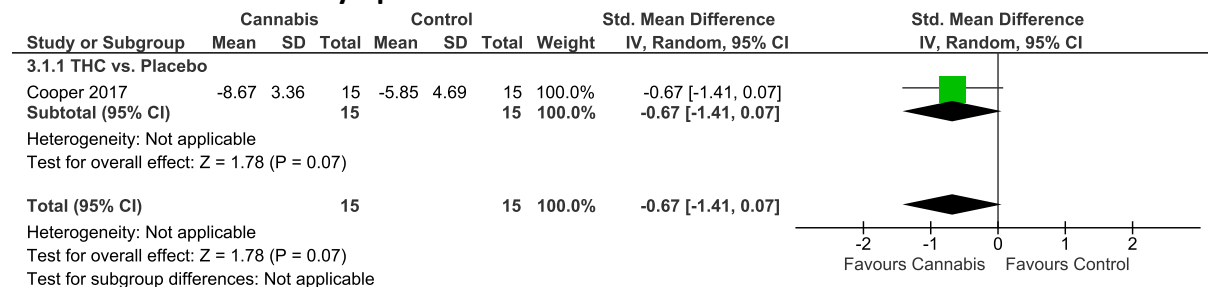 Cannabis Control Std. Mean Difference Std. Mean Difference
Study or Subgroup Mean SD Total Mean SD Total Weight IV, Random, 95% CI IV, Random, 95% CI
3.1.1 THC vs. Placebo
Cooper 2017 -8.67 3.36 15 -5.85 4.69 15 100.0% -0.67 [-1.41, 0.07]
Subtotal (95% CI) 15 15 100.0% -0.67 [-1.41, 0.07]
Heterogeneity: Not applicable
Test for overall effect: Z = 1.78 (P = 0.07)
Total (95% CI) 15 15 100.0% -0.67 [-1.41, 0.07]
Heterogeneity: Not applicable
Test for overall effect: Z = 1.78 (P = 0.07)
Test for subgroup differences: Not applicable
-2 -1 0 1 2
Favours Cannabis Favours Control